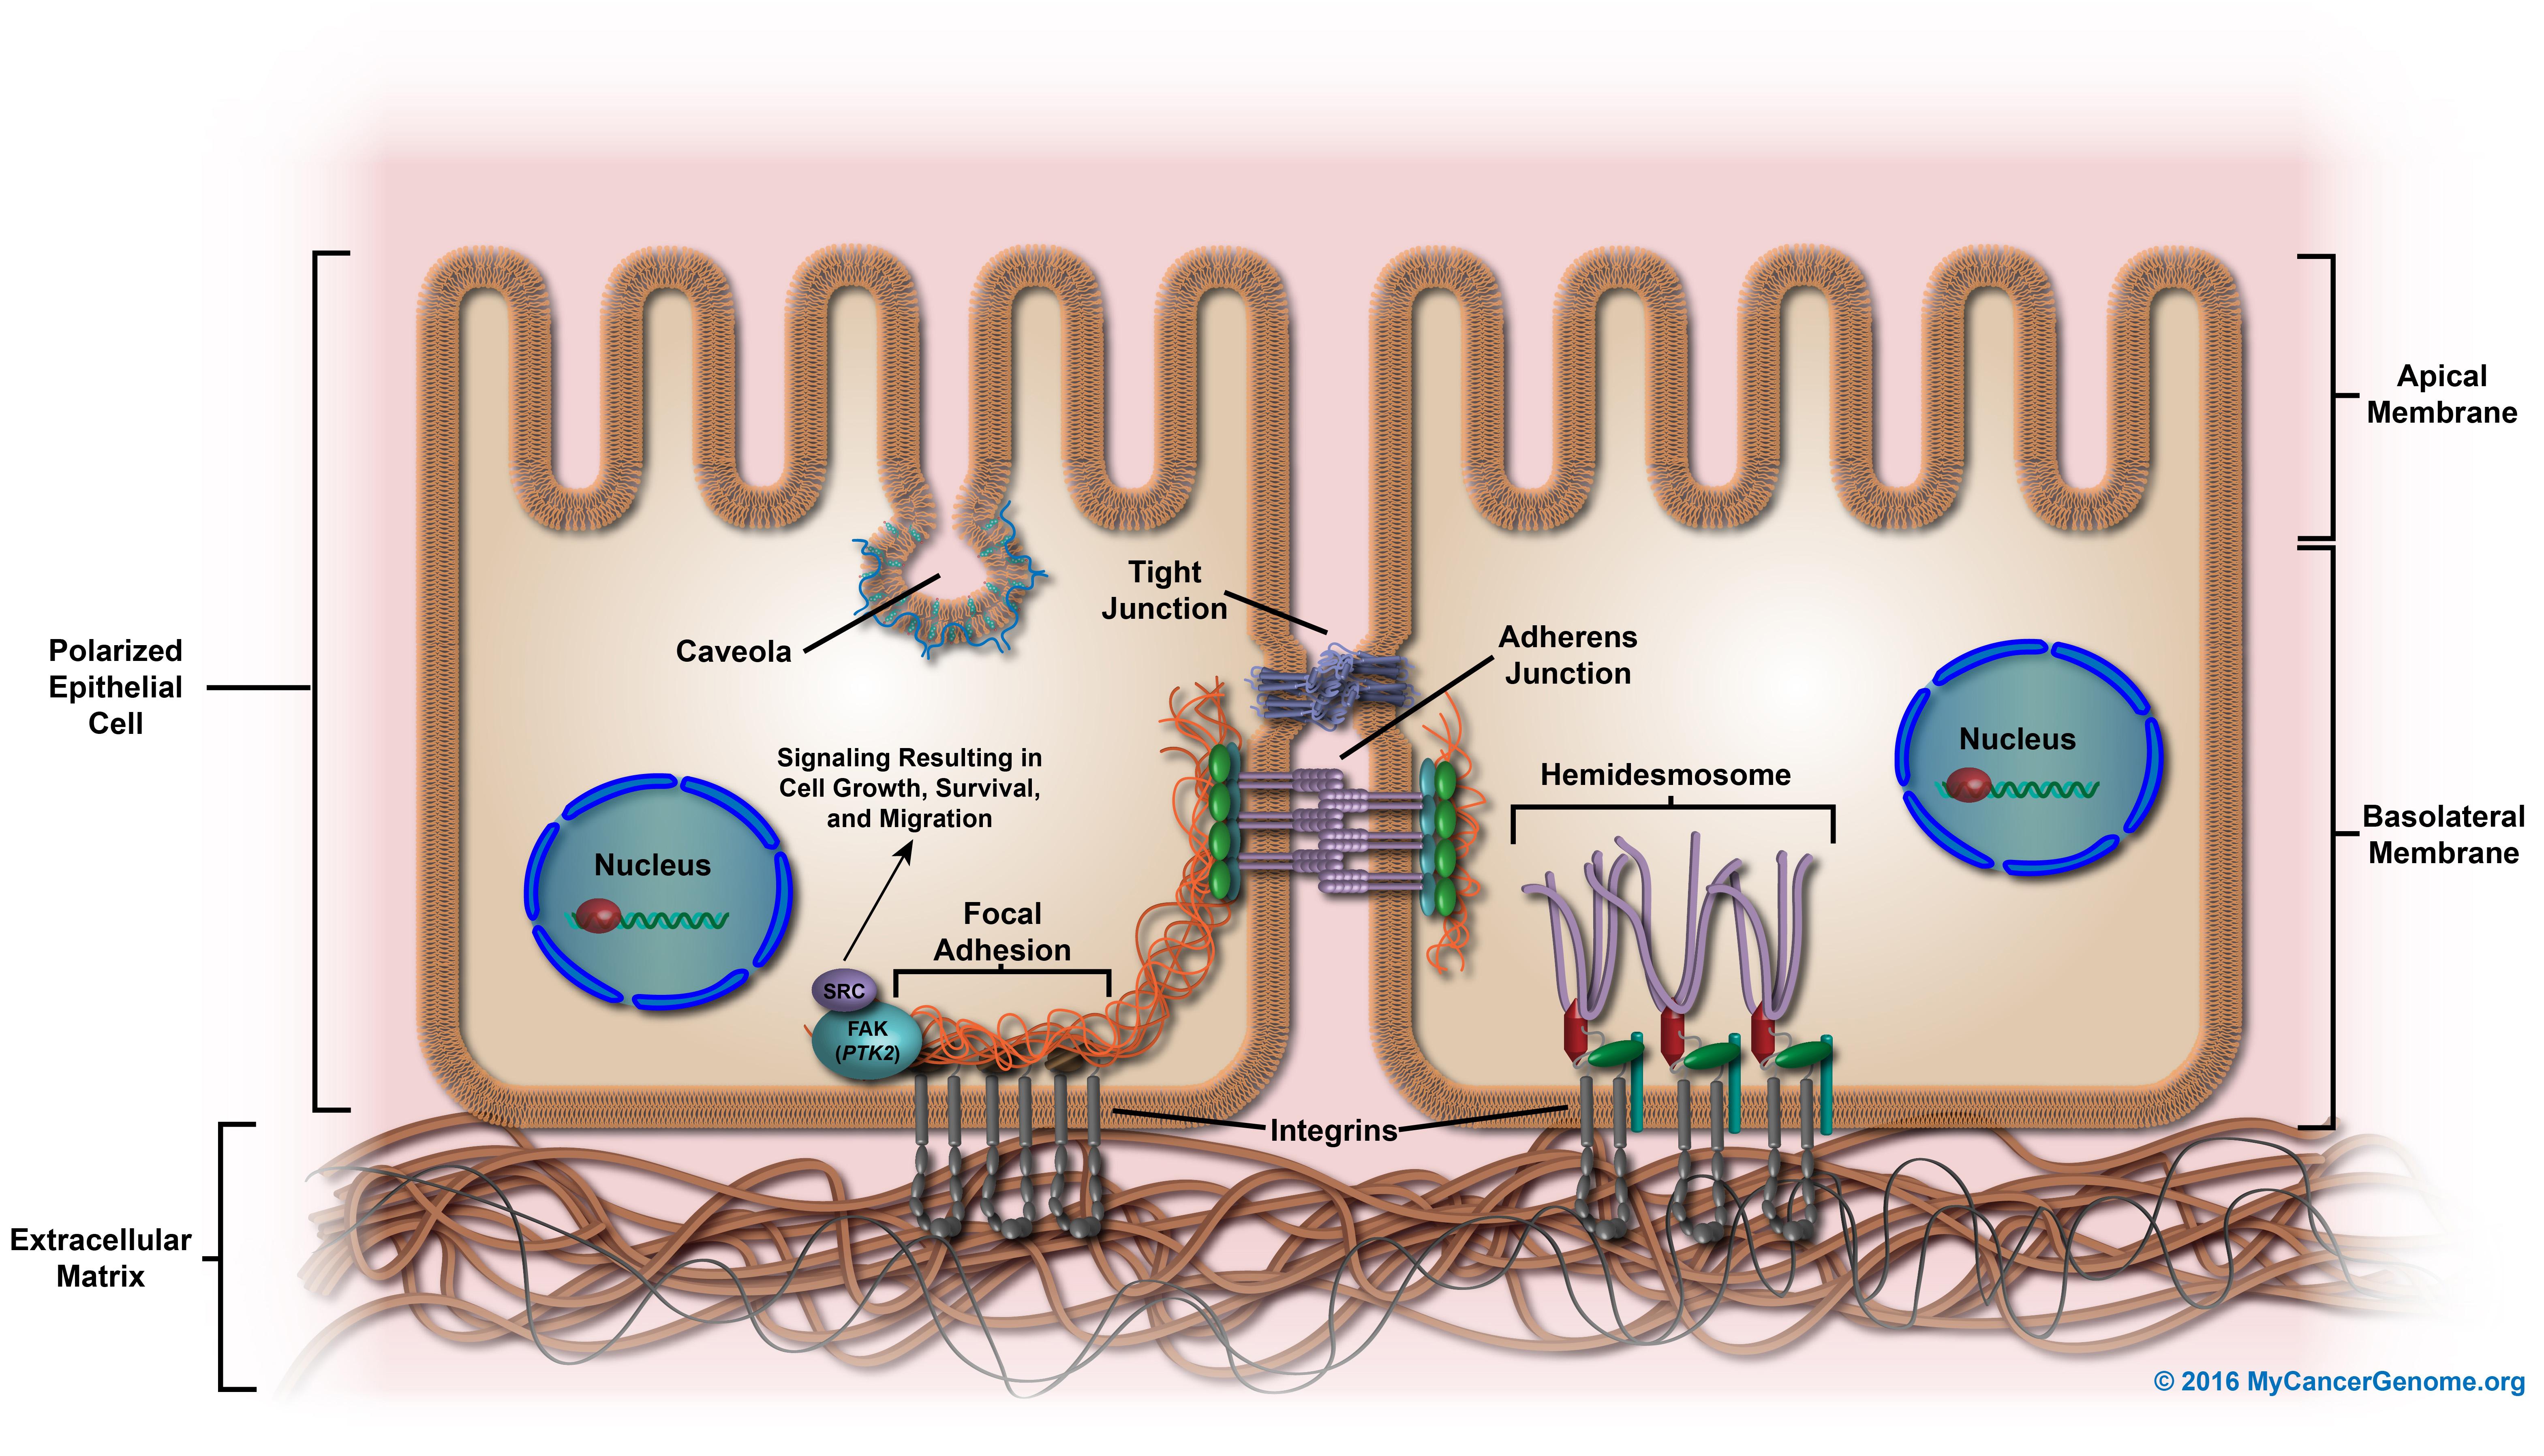 Apical
Membrane
Tight
Junction
Caveola
Adherens
Junction
Polarized
Epithelial
Cell
Nucleus
Signaling Resulting in
Cell Growth, Survival,
and Migration
Hemidesmosome
Basolateral
Membrane
Nucleus
Focal
Adhesion
SRC
FAK
(PTK2)
Integrins
Extracellular
Matrix
© 2016 MyCancerGenome.org